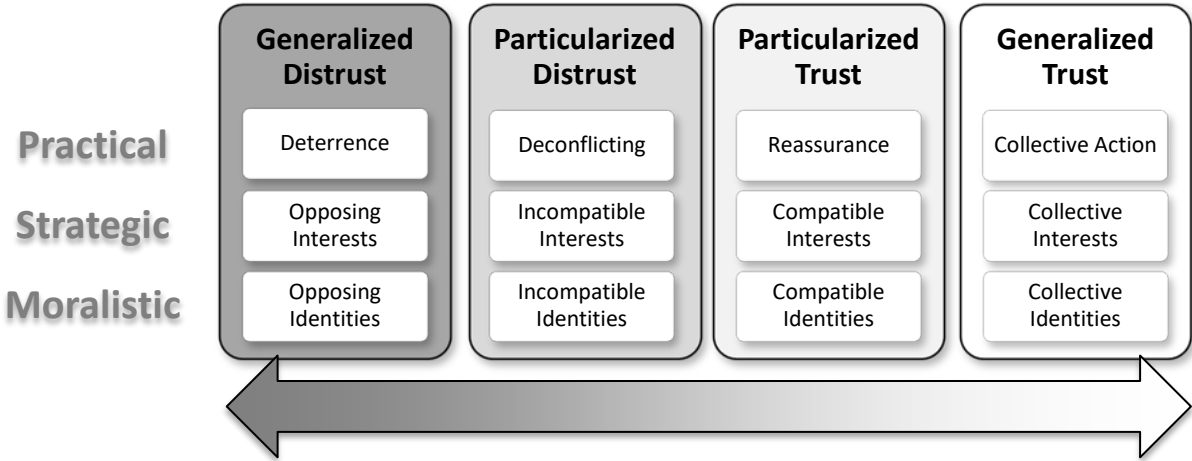 Generalized Distrust
Particularized Distrust
Particularized Trust
Generalized Trust
Practical
Deterrence
Deconflicting
Reassurance
Collective Action
Strategic
Opposing Interests
Incompatible Interests
Compatible Interests
Collective Interests
Moralistic
Opposing Identities
Incompatible Identities
Compatible Identities
Collective Identities